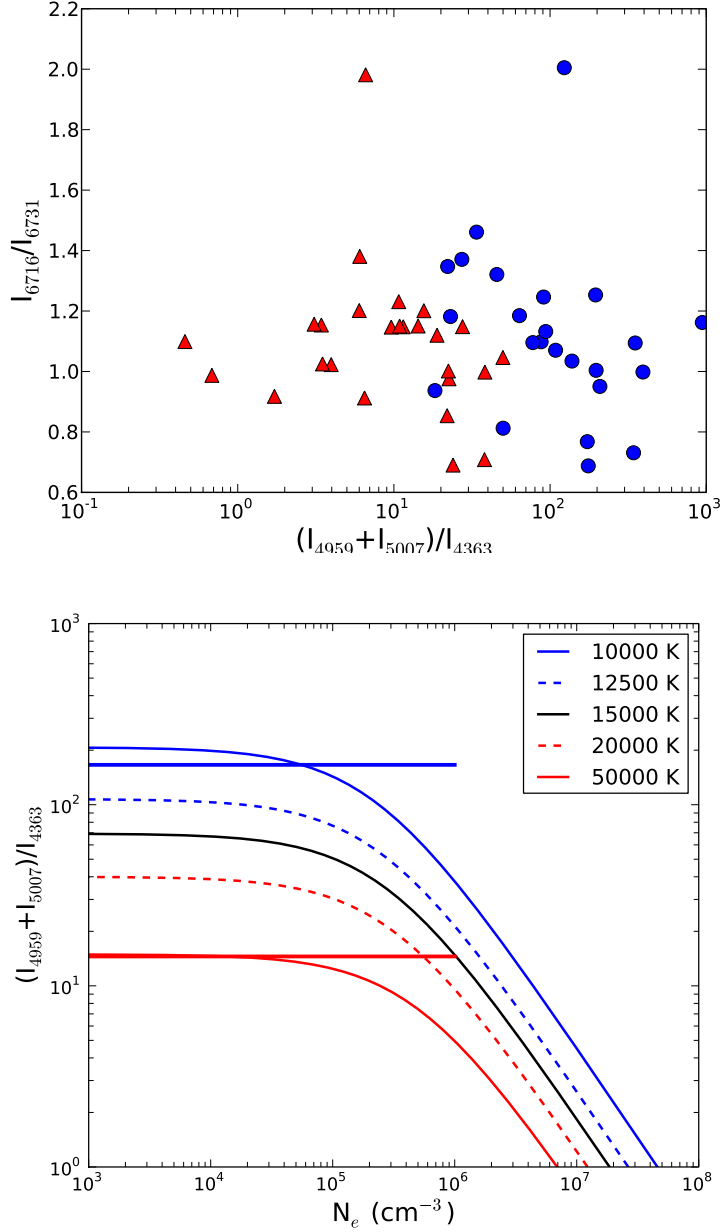 2.2
2.0
1.8
1.6
1.4
1.2
1.0
0.8
0.6
I6716/I6731
10-1 100 101 102 103
(I4959+I5007)/I4363
103
102
101
100
(I4959+I5007)/I4363
10000 K
12500 K
15000 K
20000 K
50000 K
103 104 105 106 107 108
Ne (cm−3)